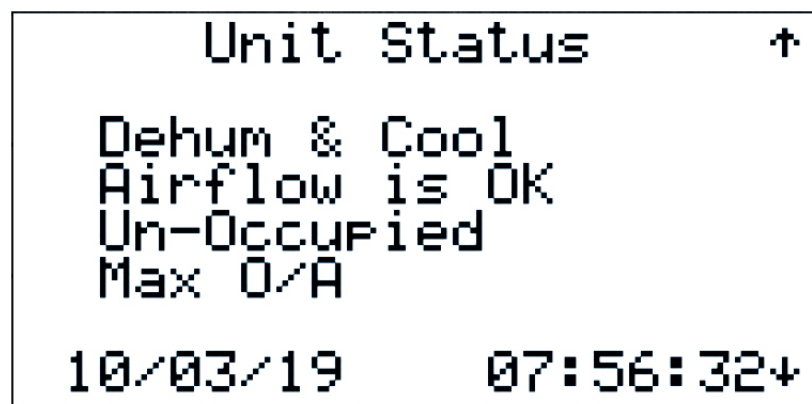 Unit Status ↑
Dehum & Cool
Airflow is OK
Un-Occupied
Max O/A
10/03/19 07:56:32↓